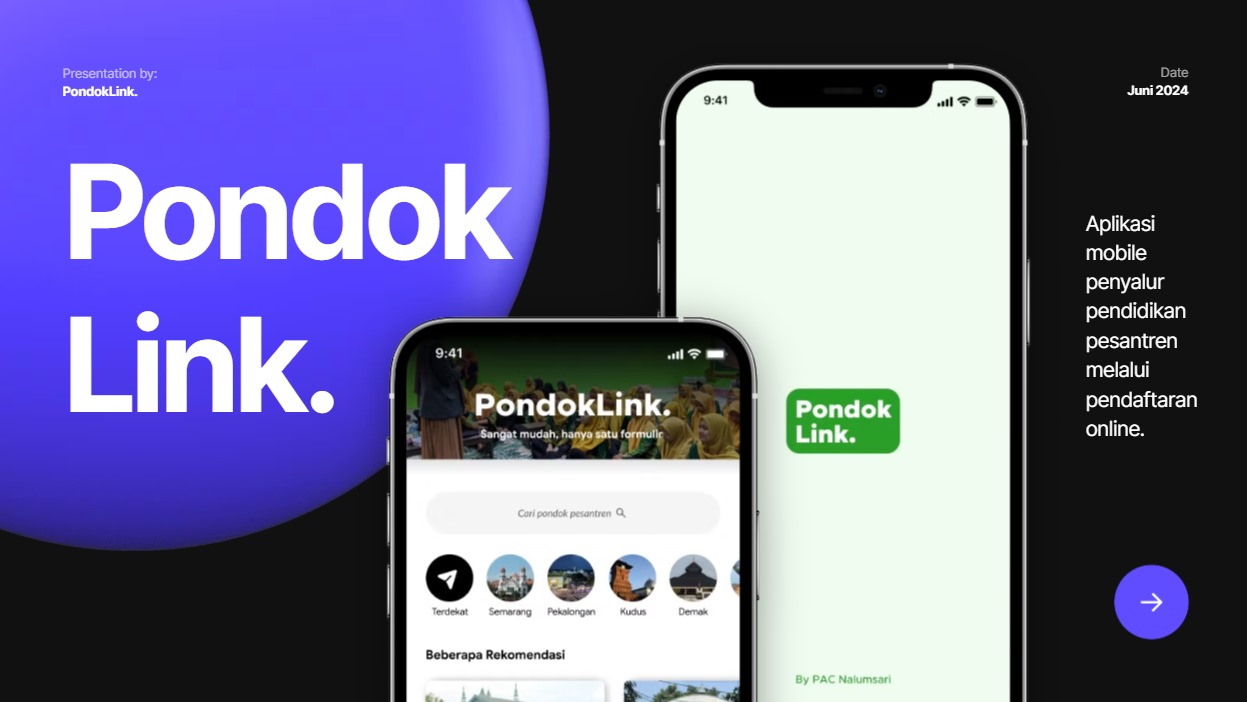 Presentation by:
PondokLink.
Date
Juni 2024
Pondok
Link.
Aplikasi
mobile
penyalur
pendidikan
pesantren
melalui
pendaftaran
online.
9:41
Pondok
Link.
By PAC Nalumsari
9:41
PondokLink.
Sangat mudah, hanya satu formulir
Cari pondok pesantren
Terdekat Semarang Pekalongan Kudus Demak
Beberapa Rekomendasi